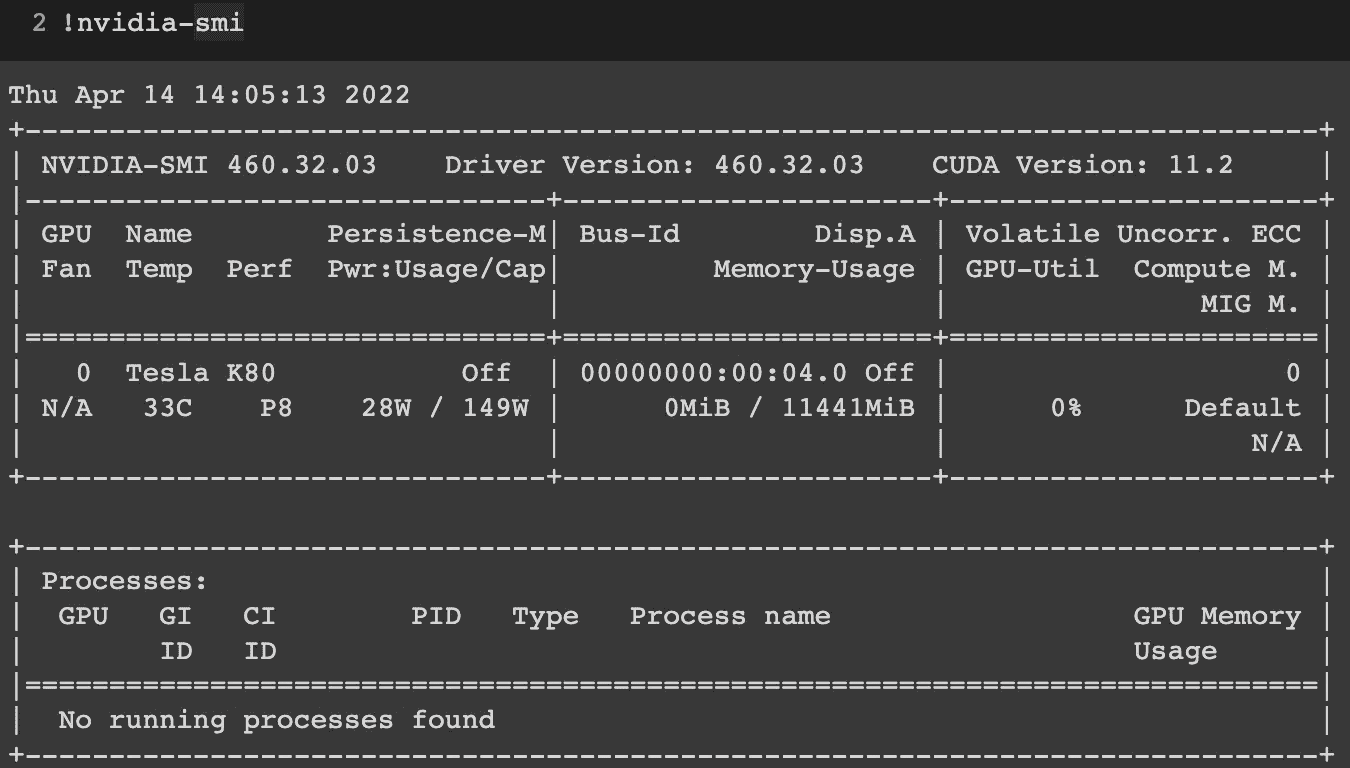 2 !nvidia-smi
Thu Apr 14 14:05:13 2022
+-----------------------------------------------------------------------------+
| NVIDIA-SMI 460.32.03    Driver Version: 460.32.03    CUDA Version: 11.2     |
|-------------------------------+----------------------+----------------------+
| GPU  Name        Persistence-M| Bus-Id        Disp.A | Volatile Uncorr. ECC |
| Fan  Temp  Perf  Pwr:Usage/Cap|         Memory-Usage | GPU-Util  Compute M. |
|                               |                      |               MIG M. |
|===============================+======================+======================|
|   0  Tesla K80           Off  | 00000000:00:04.0 Off |                    0 |
| N/A   33C    P8    28W / 149W |      0MiB / 11441MiB |      0%      Default |
|                               |                      |                  N/A |
+-------------------------------+----------------------+----------------------+

+-----------------------------------------------------------------------------+
| Processes:                                                                  |
|  GPU   GI   CI        PID   Type   Process name                  GPU Memory |
|        ID   ID                                                   Usage      |
|=============================================================================|
|  No running processes found                                                 |
+-----------------------------------------------------------------------------+